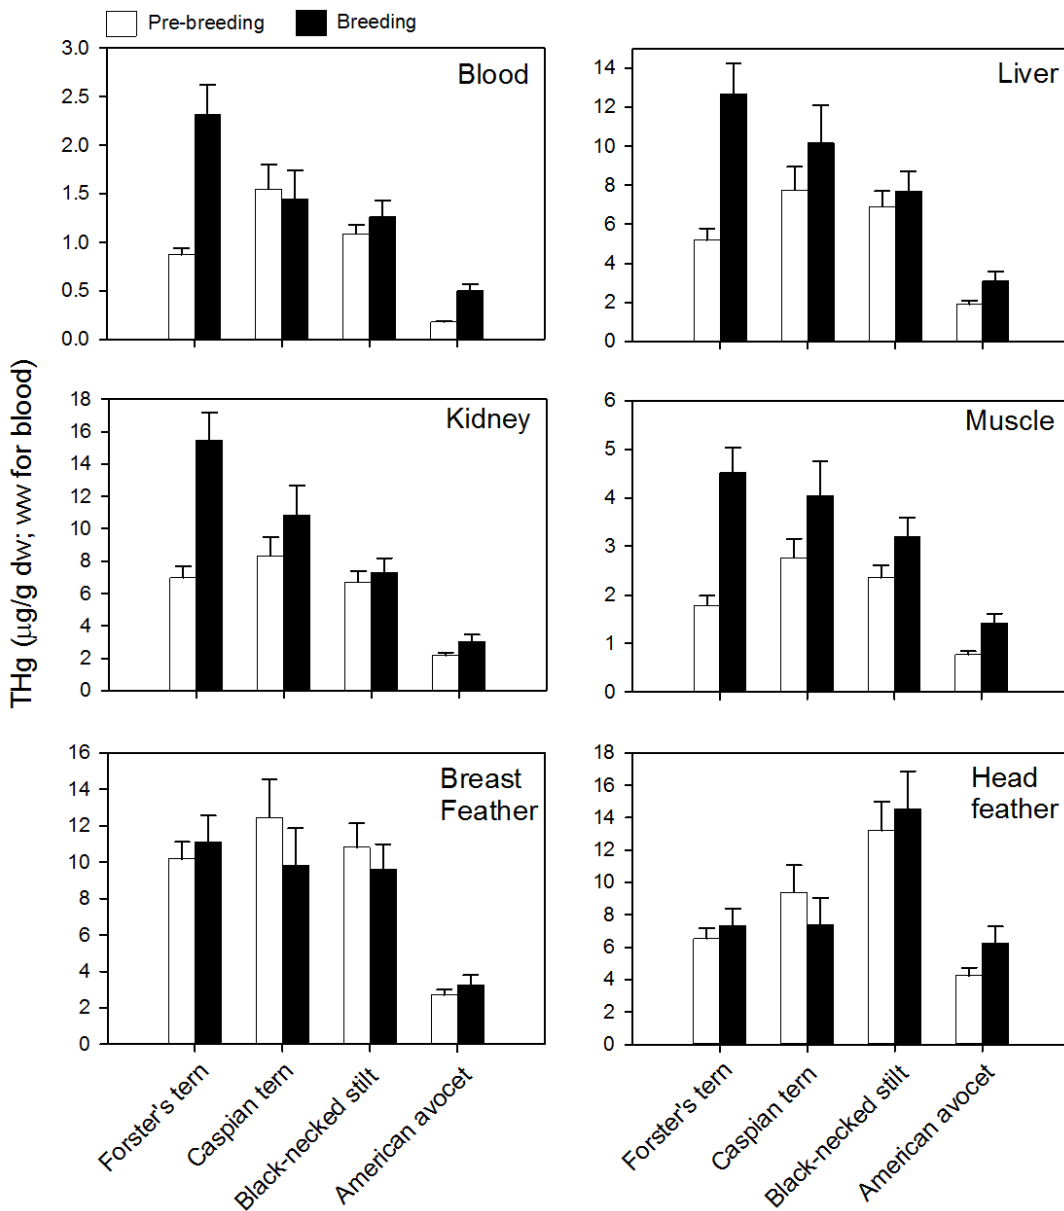 Pre-breeding
Breeding
THg (µg/g dw; ww for blood)
Blood
3.0
2.5
2.0
1.5
1.0
0.5
0.0
Liver
14
12
10
8
6
4
2
0
Kidney
18
16
14
12
10
8
6
4
2
0
Muscle
6
5
4
3
2
1
0
Breast
Feather
16
14
12
10
8
6
4
2
0
Head
feather
18
16
14
12
10
8
6
4
2
0
Forster's tern
Caspian tern
Black-necked stilt
American avocet
Forster's tern
Caspian tern
Black-necked stilt
American avocet